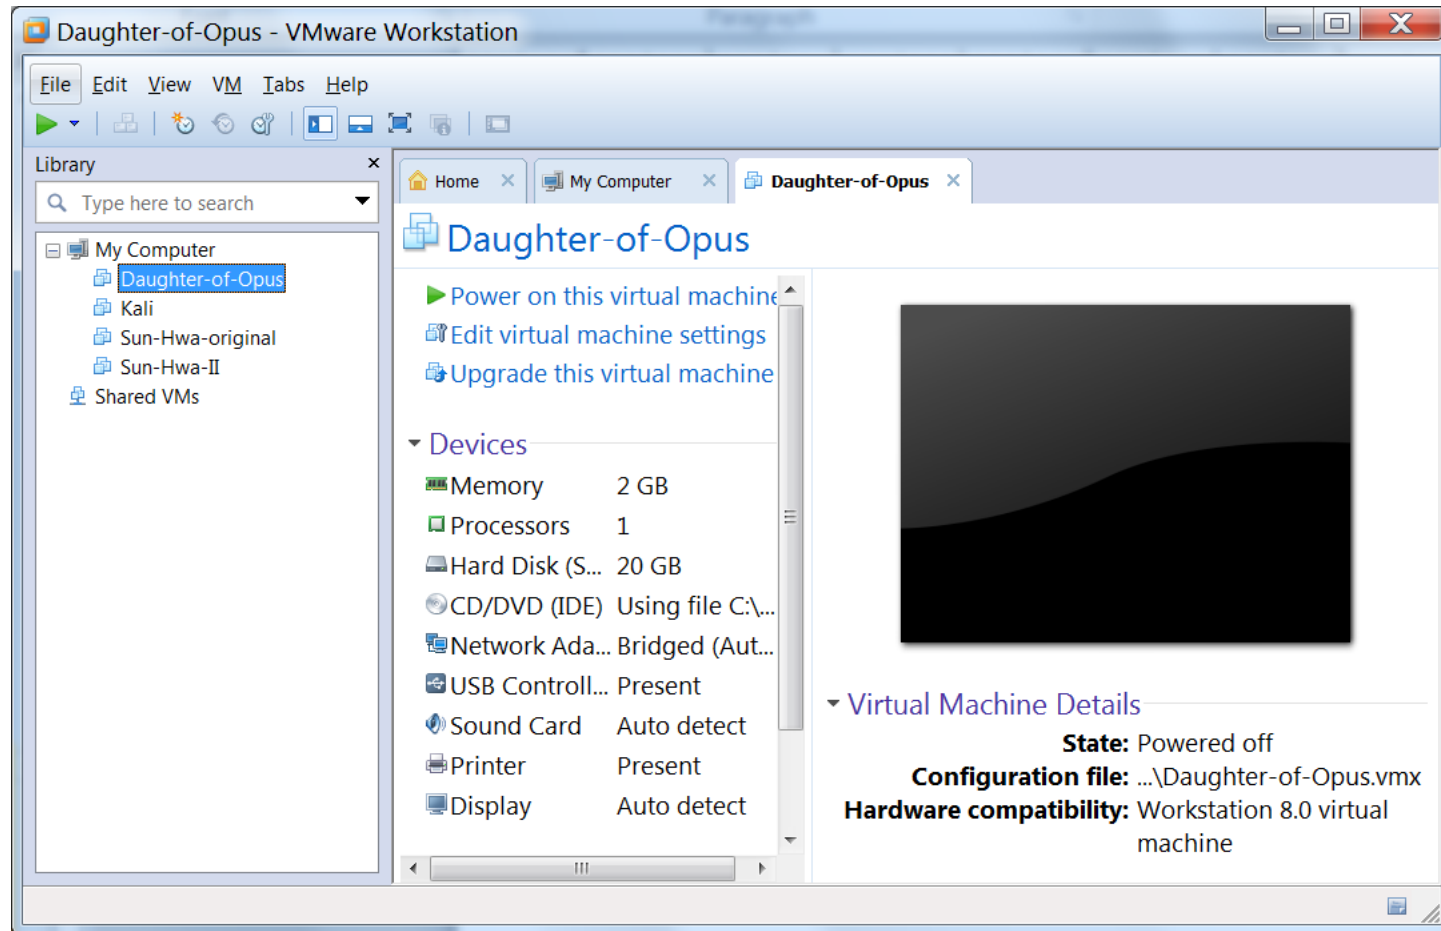 Daughter-of-Opus - VMware Workstation
Paragraph
File Edit View VM Tabs Help
Library
Type here to search
My Computer
Daughter-of-Opus
Kali
Sun-Hwa-original
Sun-Hwa-II
Shared VMs
Home
My Computer
Daughter-of-Opus
Daughter-of-Opus
Power on this virtual machine
Edit virtual machine settings
Upgrade this virtual machine
Devices
Memory 2 GB
Processors 1
Hard Disk (S... 20 GB
CD/DVD (IDE) Using file C:\...
Network Ada... Bridged (Aut...
USB Controll... Present
Sound Card Auto detect
Printer Present
Display Auto detect
Virtual Machine Details
State: Powered off
Configuration file: ...\Daughter-of-Opus.vmx
Hardware compatibility: Workstation 8.0 virtual
machine